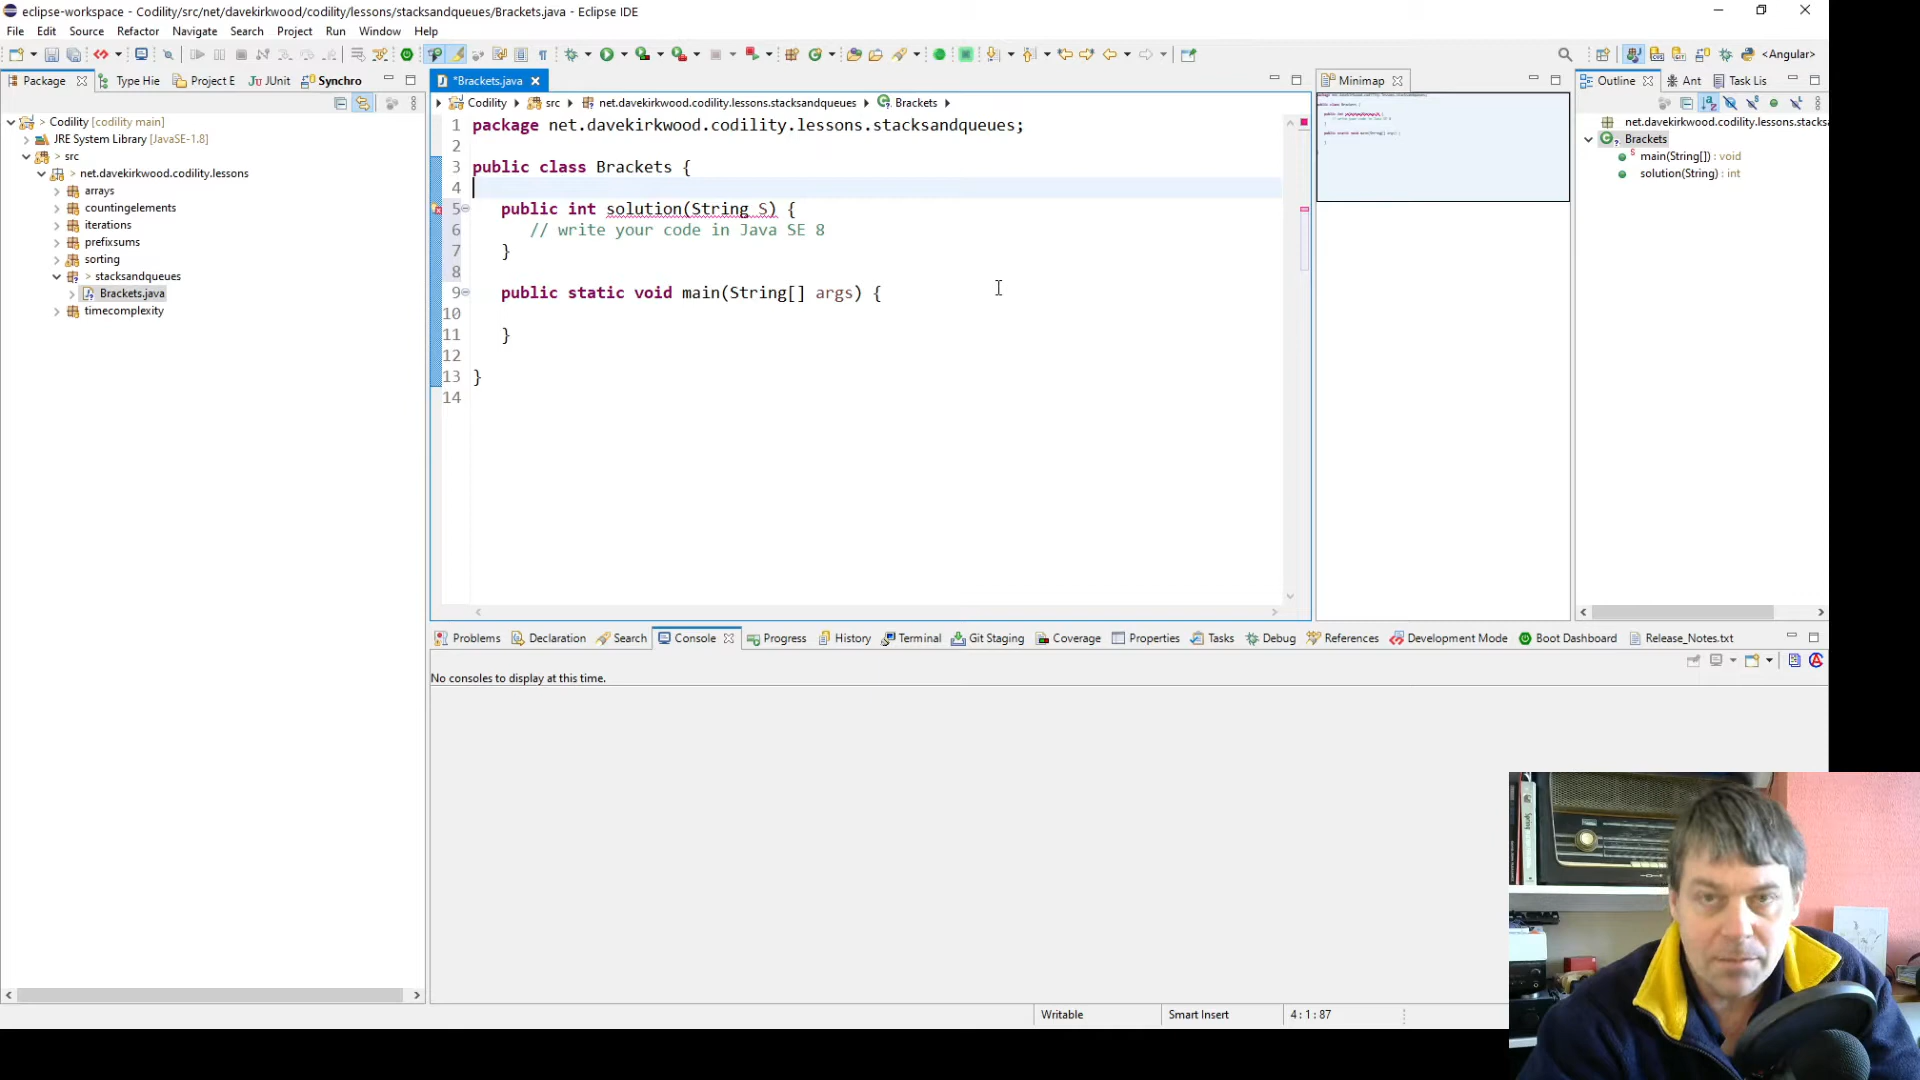 eclipse-workspace - Codility/src/net/davekirkwood/codility/lessons/stacksandqueues/Brackets.java - Eclipse IDE
File Edit Source Refactor Navigate Search Project Run Window Help
<Angular>
Package Type Hie Project E JUnit Synchro
*Brackets.java
Minimap
Outline Ant Task Lis
Codility src net.davekirkwood.codility.lessons.stacksandqueues Brackets
Codility [codility main]
JRE System Library [JavaSE-1.8]
src
net.davekirkwood.codility.lessons
arrays
countingelements
iterations
prefixsums
sorting
stacksandqueues
Brackets.java
timecomplexity
1 package net.davekirkwood.codility.lessons.stacksandqueues;
2
3 public class Brackets {
4
5 public int solution(String S) {
6 // write your code in Java SE 8
7 }
8
9 public static void main(String[] args) {
10
11 }
12
13 }
14
net.davekirkwood.codility.lessons.stacksa
Brackets
main(String[]) : void
solution(String) : int
Problems Declaration Search Console Progress History Terminal Git Staging Coverage Properties Tasks Debug References Development Mode Boot Dashboard Release_Notes.txt
No consoles to display at this time.
Writable Smart Insert 4 : 1 : 87